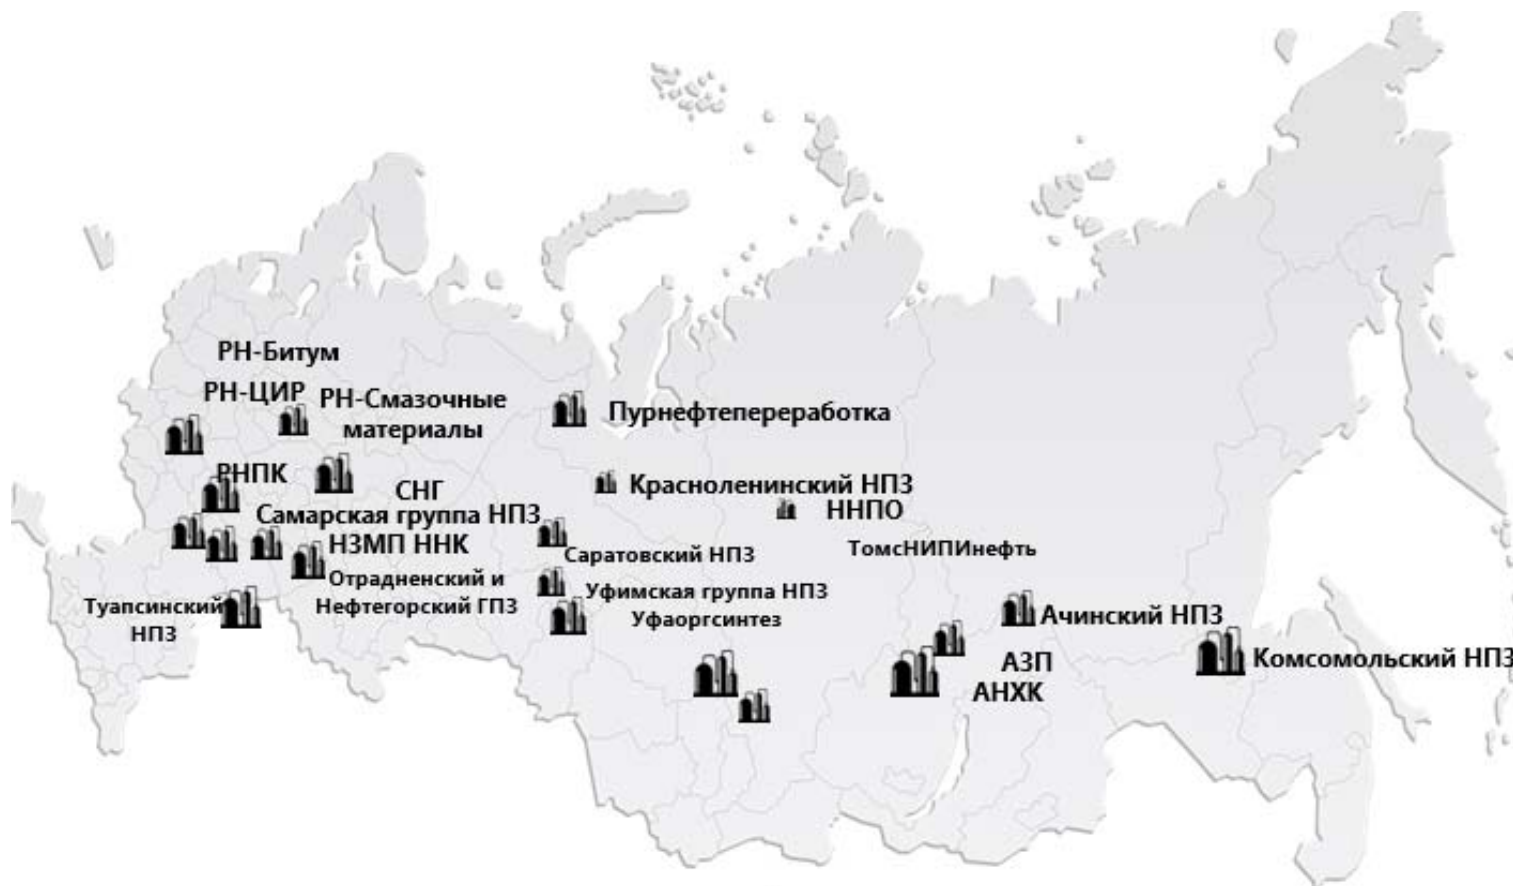 РН-Битум
РН-ЦИР
РН-Смазочные
материалы
Пурнефтепереработка
РНПК
СНГ
Красноленинский НПЗ
ННПО
Самарская группа НПЗ
НЗМП ННК
Саратовский НПЗ
ТомсНИПИнефть
Отрадненский и
Нефтегорский ГПЗ
Уфимская группа НПЗ
Уфаоргсинтез
Туапсинский
НПЗ
Ачинский НПЗ
АЗП
АНХК
Комсомольский НПЗ